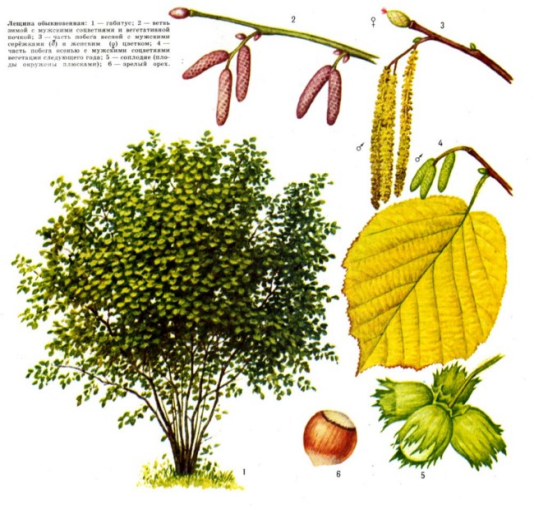 Лещина обыкновенная: 1 — габитус; 2 — ветвь
зимой с мужскими соцветиями и вегетативной
почкой; 3 — часть побега весной с мужскими
серёжками (♂) и женским (♀) цветком; 4 —
часть побега осенью с мужскими соцветиями
вегетации следующего года; 5 — соплодие (пло-
ды окружены плюсками); 6 — зрелый орех.
2
♀
3
♂
♂
4
1
6
5